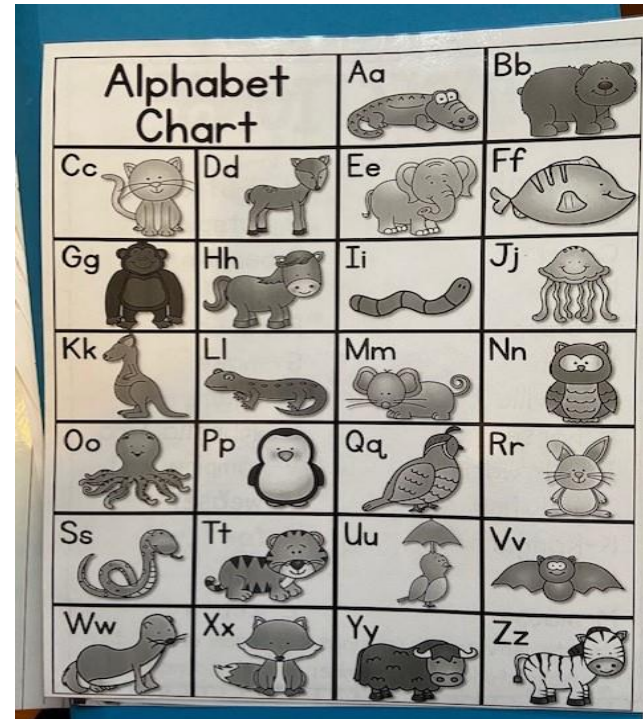 Alphabet
Chart
Aa
Bb
Cc
Dd
Ee
Ff
Gg
Hh
Ii
Jj
Kk
Ll
Mm
Nn
Oo
Pp
Qq
Rr
Ss
Tt
Uu
Vv
Ww
Xx
Yy
Zz